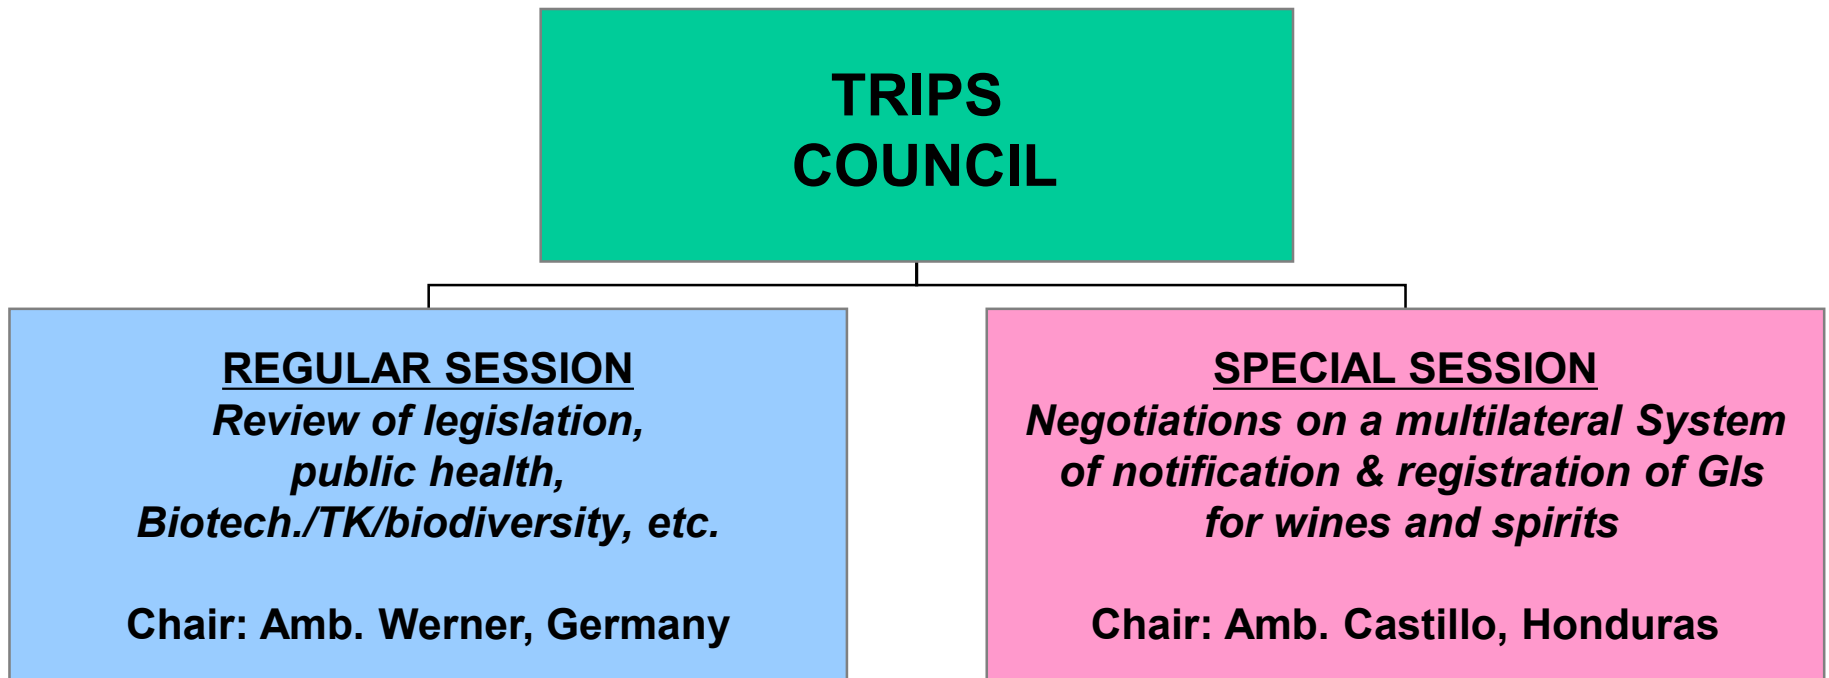 TRIPS
COUNCIL
REGULAR SESSION
Review of legislation,
public health,
Biotech./TK/biodiversity, etc.
Chair: Amb. Werner, Germany
SPECIAL SESSION
Negotiations on a multilateral System
of notification & registration of GIs
for wines and spirits
Chair: Amb. Castillo, Honduras